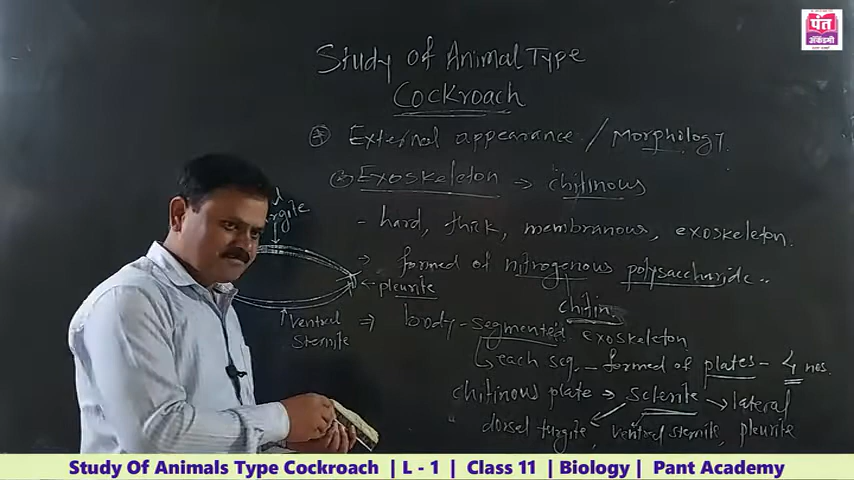 पंत
अकॅडमी
Study of Animal Type
Cockroach
External appearance / Morphology.
Exoskeleton → chitinous
- hard, thick, membranous, exoskeleton.
→ formed of nitrogenous polysaccharide..
chitin
← pleurite
ventral
sternite
⇒ body - segmented exoskeleton
each seg. - formed of plates - 4 nos.
chitinous plate → sclerite → lateral
dorsal turgite, ventral sternite, pleurite
Study Of Animals Type Cockroach | L - 1 | Class 11 | Biology | Pant Academy